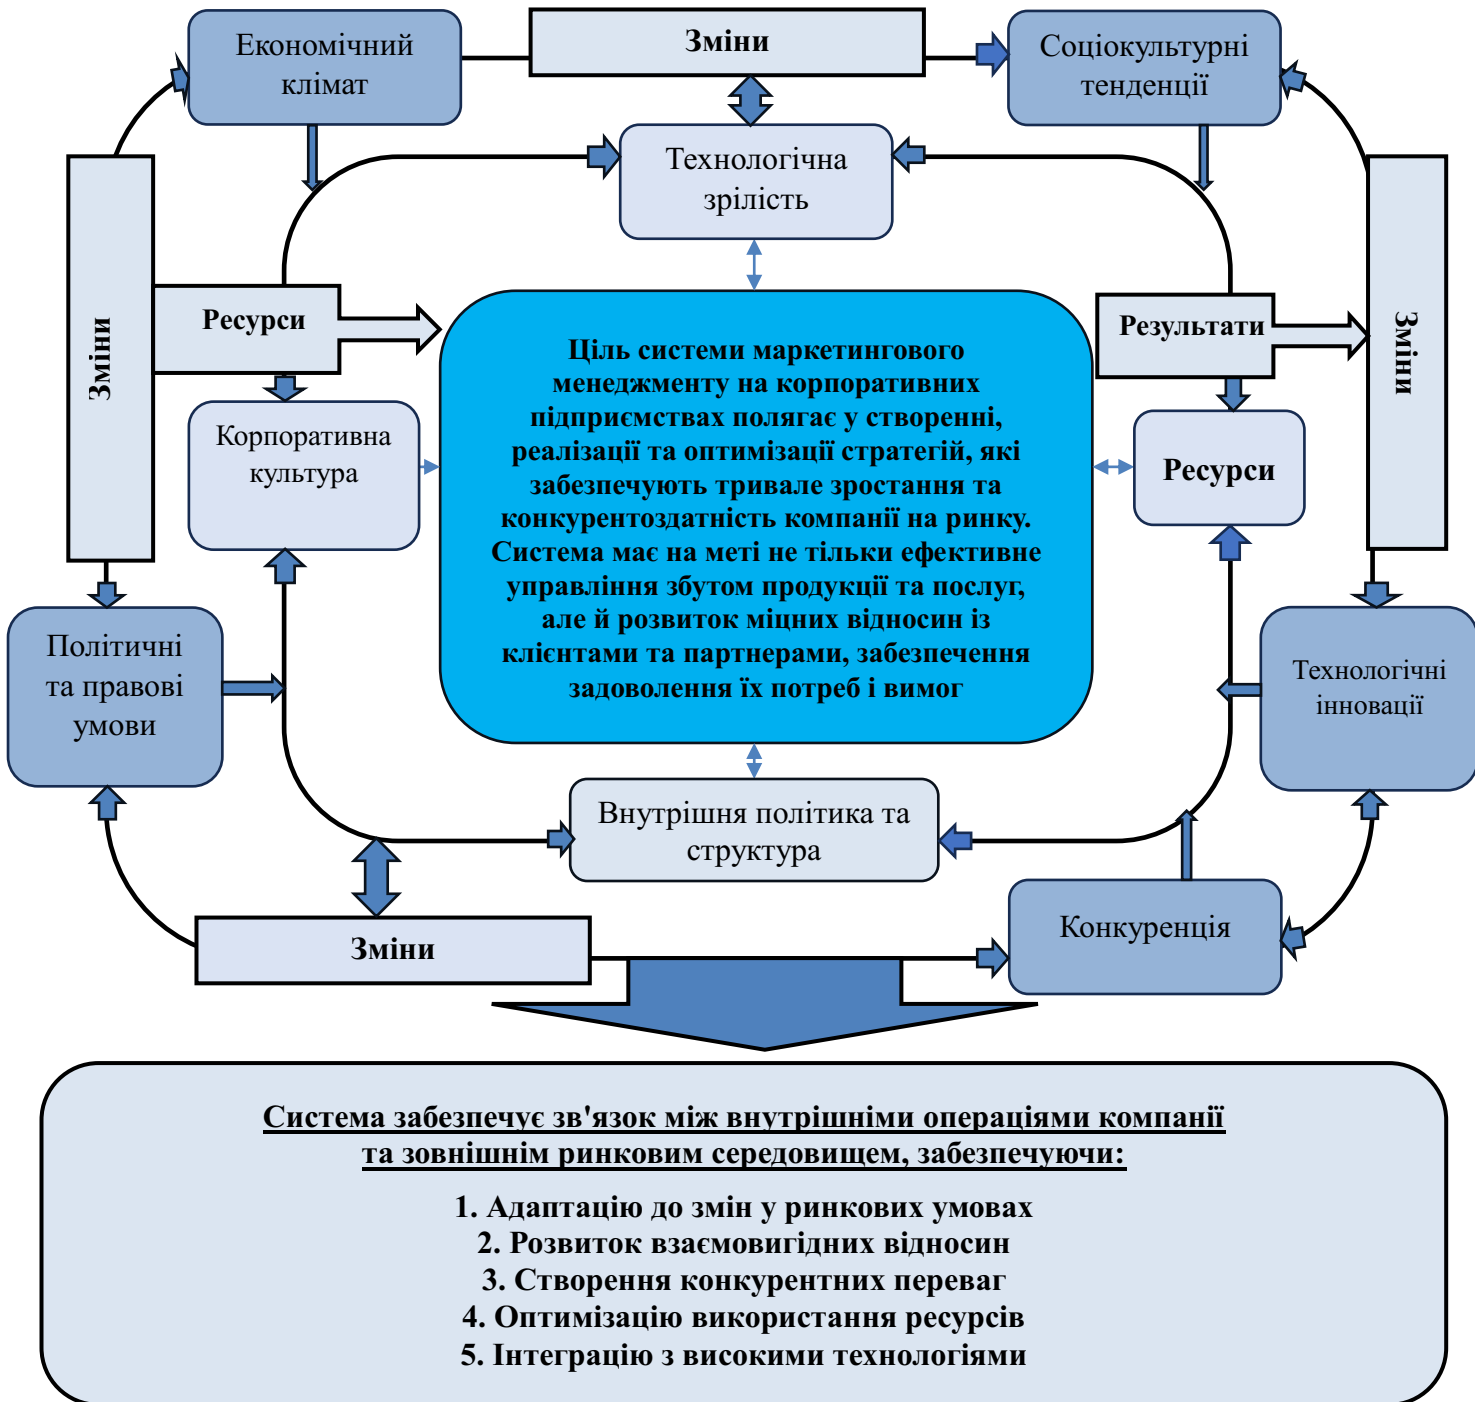 Економічний
клімат
Зміни
Соціокультурні
тенденції
Технологічна
зрілість
Зміни
Ресурси
Результати
Зміни
Ціль системи маркетингового
менеджменту на корпоративних
підприємствах полягає у створенні,
реалізації та оптимізації стратегій, які
забезпечують тривале зростання та
конкурентоздатність компанії на ринку.
Система має на меті не тільки ефективне
управління збутом продукції та послуг,
але й розвиток міцних відносин із
клієнтами та партнерами, забезпечення
задоволення їх потреб і вимог
Корпоративна
культура
Ресурси
Політичні
та правові
умови
Технологічні
інновації
Внутрішня політика та
структура
Зміни
Конкуренція
Система забезпечує зв'язок між внутрішніми операціями компанії
та зовнішнім ринковим середовищем, забезпечуючи:
1. Адаптацію до змін у ринкових умовах
2. Розвиток взаємовигідних відносин
3. Створення конкурентних переваг
4. Оптимізацію використання ресурсів
5. Інтеграцію з високими технологіями